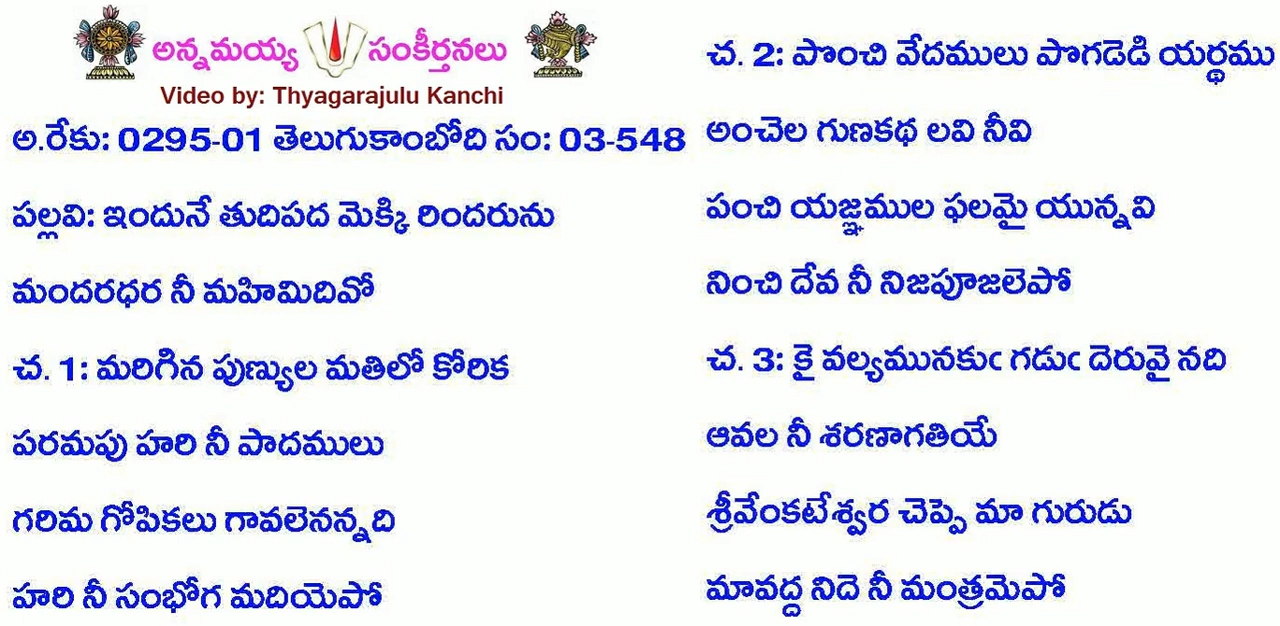 అన్నమయ్య సంకీర్తనలు
Video by: Thyagarajulu Kanchi
అ.రేకు: 0295-01 తెలుగుకాంబోది సం: 03-548
పల్లవి: ఇందునే తుదిపద మెక్కి రిందరును
మందరధర నీ మహిమిదివో
చ. 1: మరిగిన పుణ్యుల మతిలో కోరిక
పరమపు హరి నీ పాదములు
గరిమ గోపికలు గావలెనన్నది
హరి నీ సంభోగ మదియెపో
చ. 2: పొంచి వేదములు పొగడెడి యర్థము
అంచెల గుణకథ లవి నీవి
పంచి యజ్ఞముల ఫలమై యున్నవి
నించి దేవ నీ నిజపూజలెపో
చ. 3: కై వల్యమునకుఁ గడుఁ దెరువై నది
ఆవల నీ శరణాగతియే
శ్రీవేంకటేశ్వర చెప్పె మా గురుడు
మావద్ద నిదె నీ మంత్రమెపో